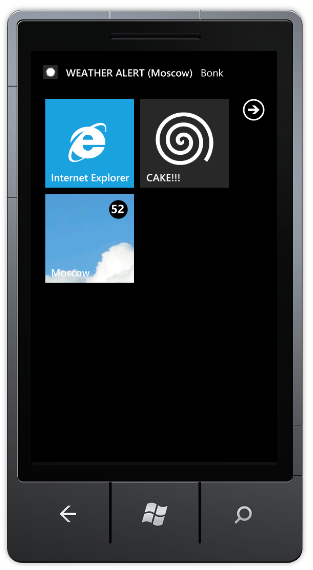 WEATHER ALERT (Moscow) Bonk
Internet Explorer
CAKE!!!
52
Moscow